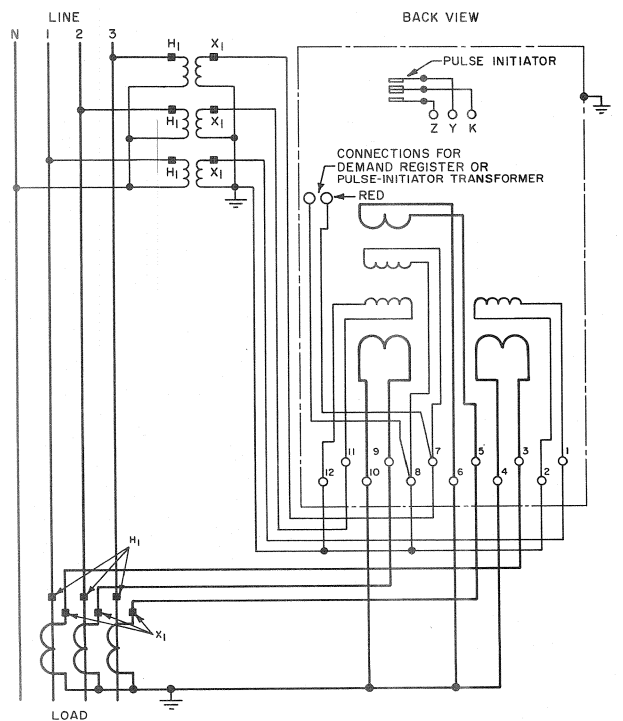 LINE
BACK VIEW
N 1 2 3
H1 X1
H1 X1
H1 X1
PULSE INITIATOR
Z Y K
CONNECTIONS FOR
DEMAND REGISTER OR
PULSE-INITIATOR TRANSFORMER
RED
12 11 10 9 8 7 6 5 4 3 2 1
H1
X1
LOAD